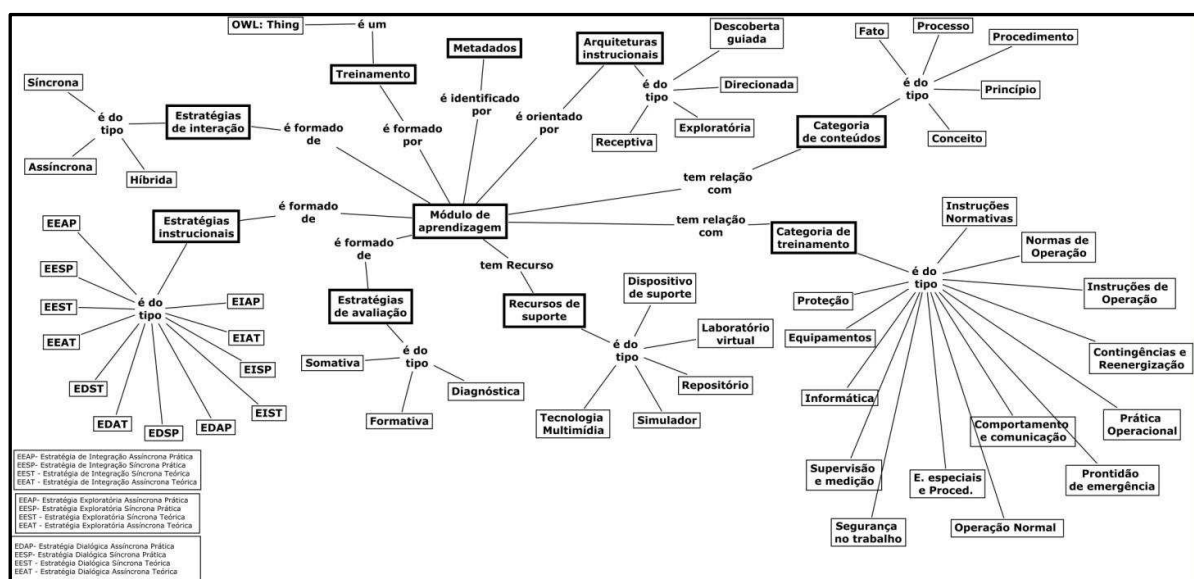 OWL: Thing
é um
Treinamento
é formado
por
Metadados
é identificado
por
Arquiteturas
instrucionais
é orientado
por
é do
tipo
Descoberta
guiada
Direcionada
Exploratória
Receptiva
Fato
Processo
Procedimento
é do
tipo
Princípio
Conceito
Categoria
de conteúdos
tem relação
com
Síncrona
é do
tipo
Estratégias
de interação
é formado
de
Assíncrona
Híbrida
Módulo de
aprendizagem
é formado
de
Estratégias
instrucionais
EEAP
EESP
EEST
EEAT
EDST
EDAT
EDSP
EDAP
EIST
EISP
EIAT
EIAP
é do
tipo
é formado
de
Estratégias
de avaliação
é do
tipo
Somativa
Formativa
Diagnóstica
tem Recurso
Recursos de
suporte
é do
tipo
Dispositivo
de suporte
Laboratório
virtual
Repositório
Simulador
Tecnologia
Multimídia
tem relação
com
Categoria de
treinamento
é do
tipo
Instruções
Normativas
Normas de
Operação
Instruções de
Operação
Contingências e
Reenergização
Prática
Operacional
Prontidão
de emergência
Comportamento
e comunicação
Operação Normal
E. especiais
e Proced.
Segurança
no trabalho
Supervisão
e medição
Informática
Equipamentos
Proteção
EEAP- Estratégia de Integração Assíncrona Prática
EESP- Estratégia de Integração Síncrona Prática
EEST - Estratégia de Integração Síncrona Teórica
EEAT - Estratégia de Integração Assíncrona Teórica
EEAP- Estratégia Exploratória Assíncrona Prática
EESP- Estratégia Exploratória Síncrona Prática
EEST - Estratégia Exploratória Síncrona Teórica
EEAT - Estratégia Exploratória Assíncrona Teórica
EDAP- Estratégia Dialógica Assíncrona Prática
EESP- Estratégia Dialógica Síncrona Prática
EEST - Estratégia Dialógica Síncrona Teórica
EEAT - Estratégia Dialógica Assíncrona Teórica